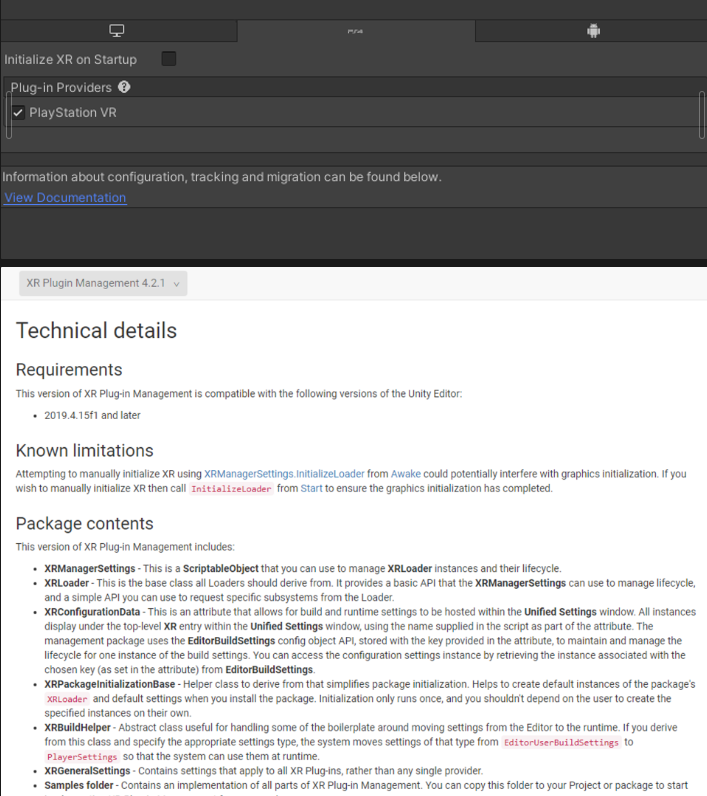 Initialize XR on Startup
Plug-in Providers ?
PlayStation VR
Information about configuration, tracking and migration can be found below.
View Documentation
XR Plugin Management 4.2.1
Technical details
Requirements
This version of XR Plug-in Management is compatible with the following versions of the Unity Editor:
• 2019.4.15f1 and later
Known limitations
Attempting to manually initialize XR using XRManagerSettings.InitializeLoader from Awake could potentially interfere with graphics initialization. If you
wish to manually initialize XR then call InitializeLoader from Start to ensure the graphics initialization has completed.
Package contents
This version of XR Plug-in Management includes:
• XRManagerSettings - This is a ScriptableObject that you can use to manage XRLoader instances and their lifecycle.
• XRLoader - This is the base class all Loaders should derive from. It provides a basic API that the XRManagerSettings can use to manage lifecycle,
and a simple API you can use to request specific subsystems from the Loader.
• XRConfigurationData - This is an attribute that allows for build and runtime settings to be hosted within the Unified Settings window. All instances
display under the top-level XR entry within the Unified Settings window, using the name supplied in the script as part of the attribute. The
management package uses the EditorBuildSettings config object API, stored with the key provided in the attribute, to maintain and manage the
lifecycle for one instance of the build settings. You can access the configuration settings instance by retrieving the instance associated with the
chosen key (as set in the attribute) from EditorBuildSettings.
• XRPackageInitializationBase - Helper class to derive from that simplifies package initialization. Helps to create default instances of the package's
XRLoader and default settings when you install the package. Initialization only runs once, and you shouldn't depend on the user to create the
specified instances on their own.
• XRBuildHelper - Abstract class useful for handling some of the boilerplate around moving settings from the Editor to the runtime. If you derive
from this class and specify the appropriate settings type, the system moves settings of that type from EditorUserBuildSettings to
PlayerSettings so that the system can use them at runtime.
• XRGeneralSettings - Contains settings that apply to all XR Plug-ins, rather than any single provider.
• Samples folder - Contains an implementation of all parts of XR Plug-in Management. You can copy this folder to your Project or package to start